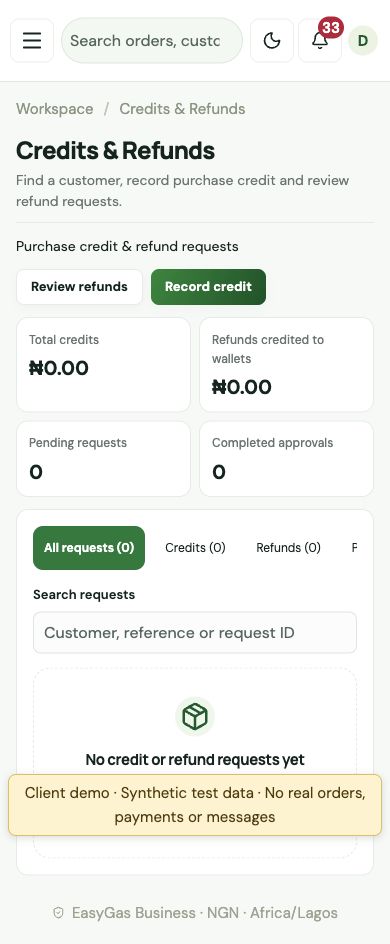 Search orders, custc
33
D
Workspace / Credits & Refunds
Credits & Refunds
Find a customer, record purchase credit and review
refund requests.
Purchase credit & refund requests
Review refunds
Record credit
Total credits
₦0.00
Refunds credited to
wallets
₦0.00
Pending requests
0
Completed approvals
0
All requests (0)
Credits (0)
Refunds (0)
Search requests
Customer, reference or request ID
No credit or refund requests yet
Client demo · Synthetic test data · No real orders,
payments or messages
EasyGas Business · NGN · Africa/Lagos